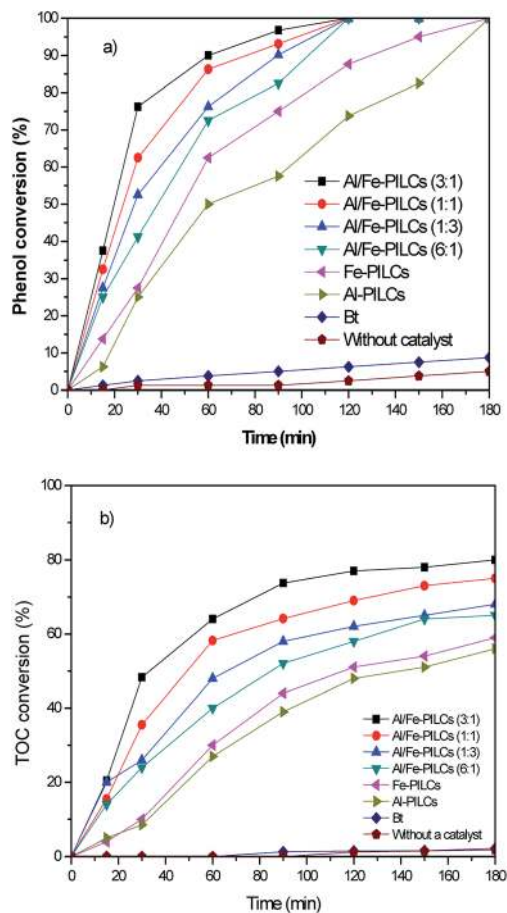 a)
Phenol conversion (%)
100
90
80
70
60
50
40
30
20
10
0
Al/Fe-PILCs (3:1)
Al/Fe-PILCs (1:1)
Al/Fe-PILCs (1:3)
Al/Fe-PILCs (6:1)
Fe-PILCs
Al-PILCs
Bt
Without catalyst
0 20 40 60 80 100 120 140 160 180
Time (min)
b)
TOC conversion (%)
100
80
60
40
20
0
Al/Fe-PILCs (3:1)
Al/Fe-PILCs (1:1)
Al/Fe-PILCs (1:3)
Al/Fe-PILCs (6:1)
Fe-PILCs
Al-PILCs
Bt
Without a catalyst
0 20 40 60 80 100 120 140 160 180
Time (min)